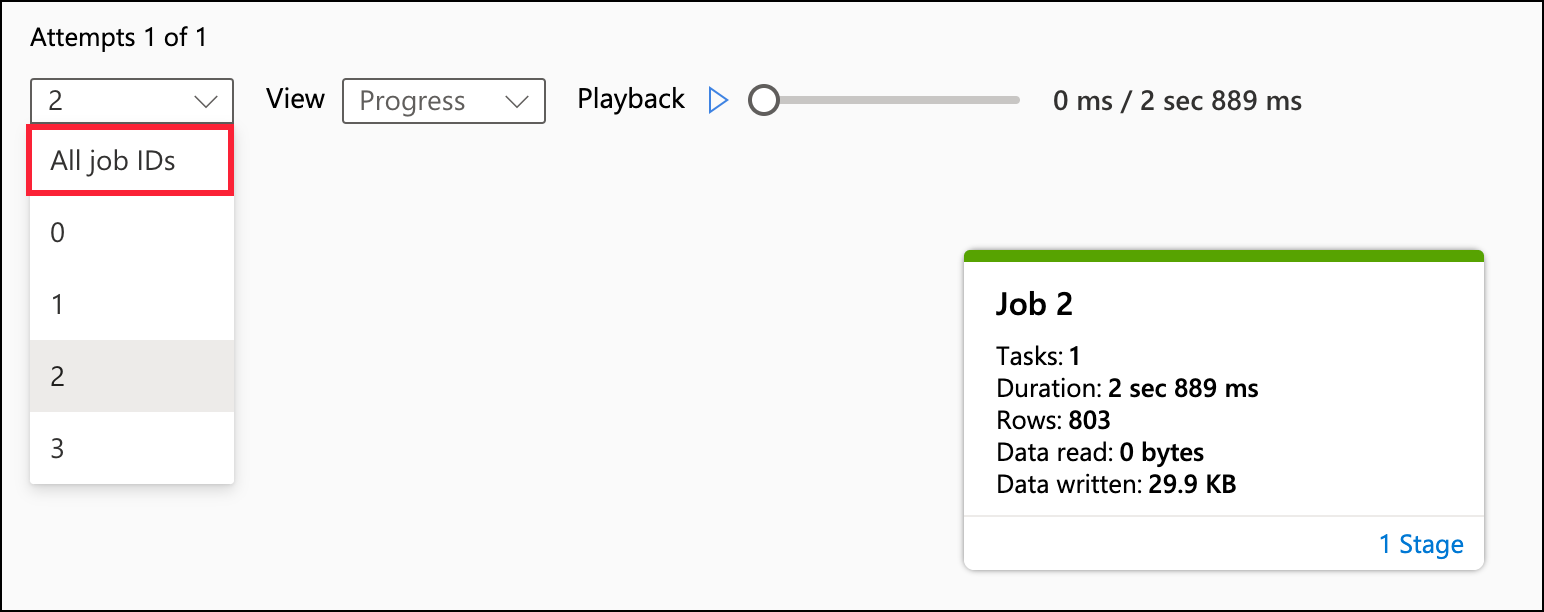 Attempts 1 of 1
2 View Progress Playback 0 ms / 2 sec 889 ms
All job IDs
0
1
2
3
Job 2
Tasks: 1
Duration: 2 sec 889 ms
Rows: 803
Data read: 0 bytes
Data written: 29.9 KB
1 Stage